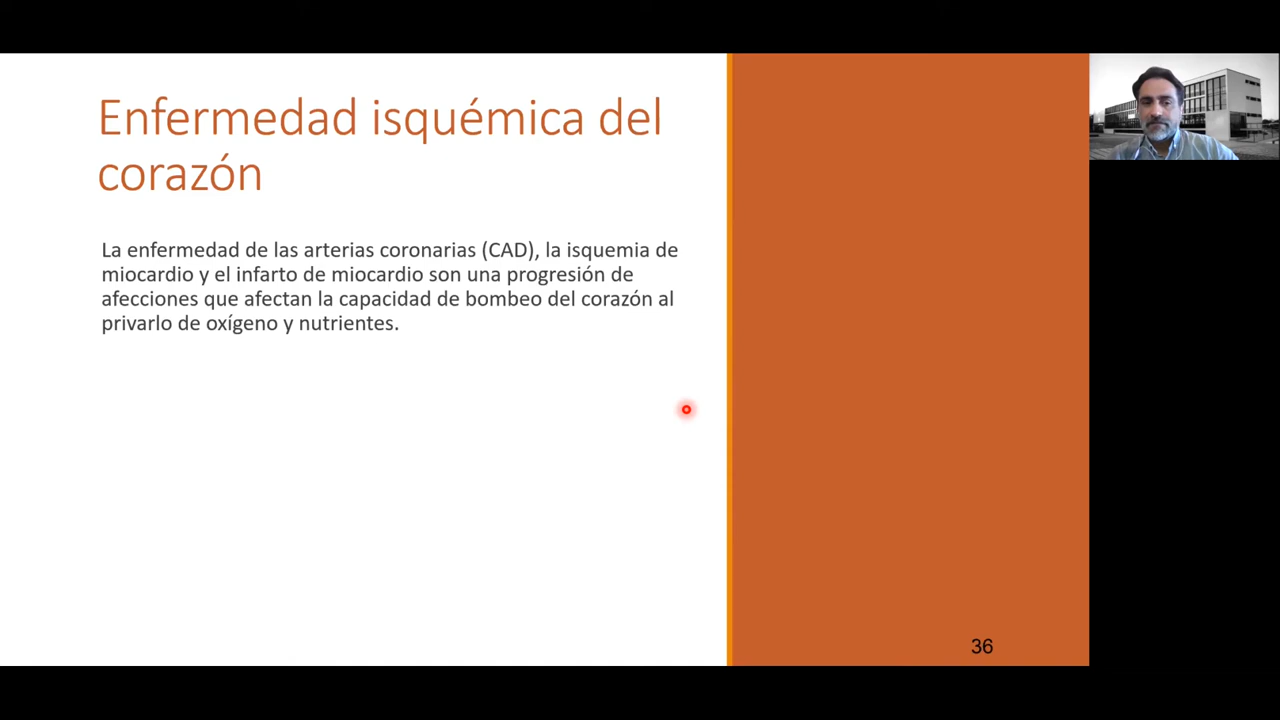 Enfermedad isquémica del
corazón
La enfermedad de las arterias coronarias (CAD), la isquemia de
miocardio y el infarto de miocardio son una progresión de
afecciones que afectan la capacidad de bombeo del corazón al
privarlo de oxígeno y nutrientes.
36